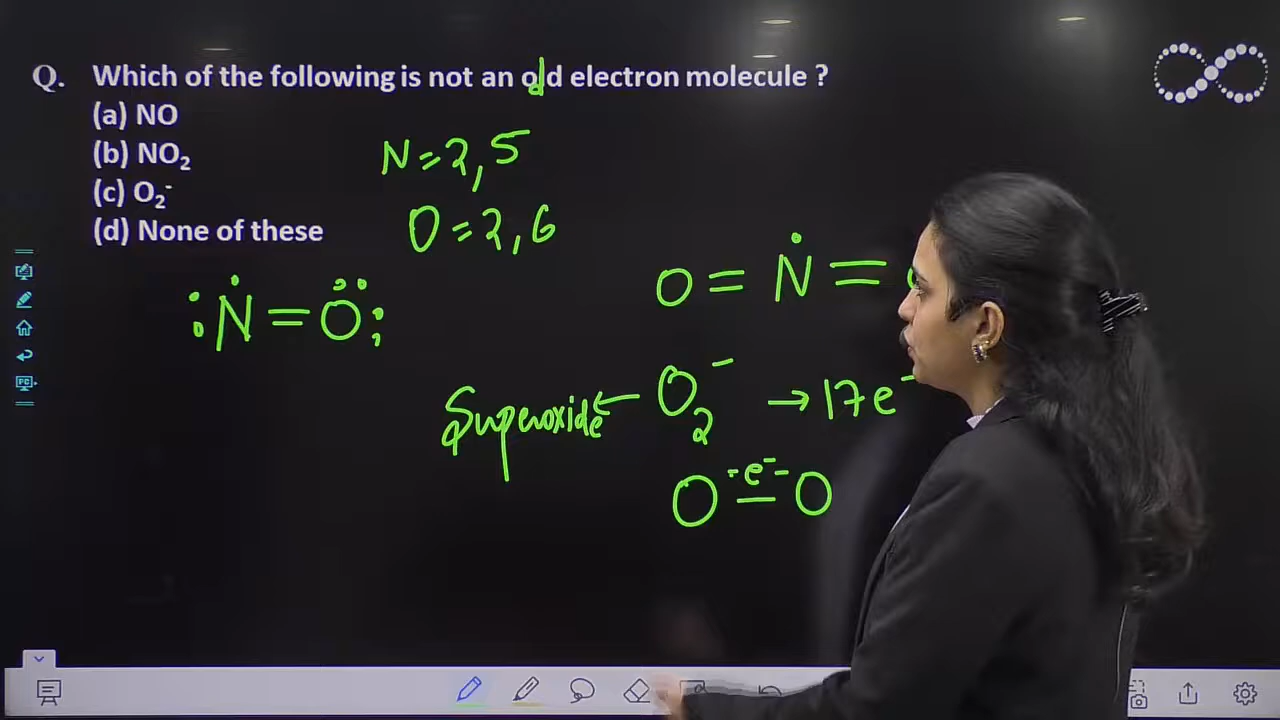 Q. Which of the following is not an odd electron molecule ?
(a) NO
(b) NO₂
(c) O₂⁻
(d) None of these
N = 2,5
O = 2,6
:Ṅ = Ö:
O = Ṅ =
Superoxide ← O₂⁻ → 17e⁻
O -e⁻- O